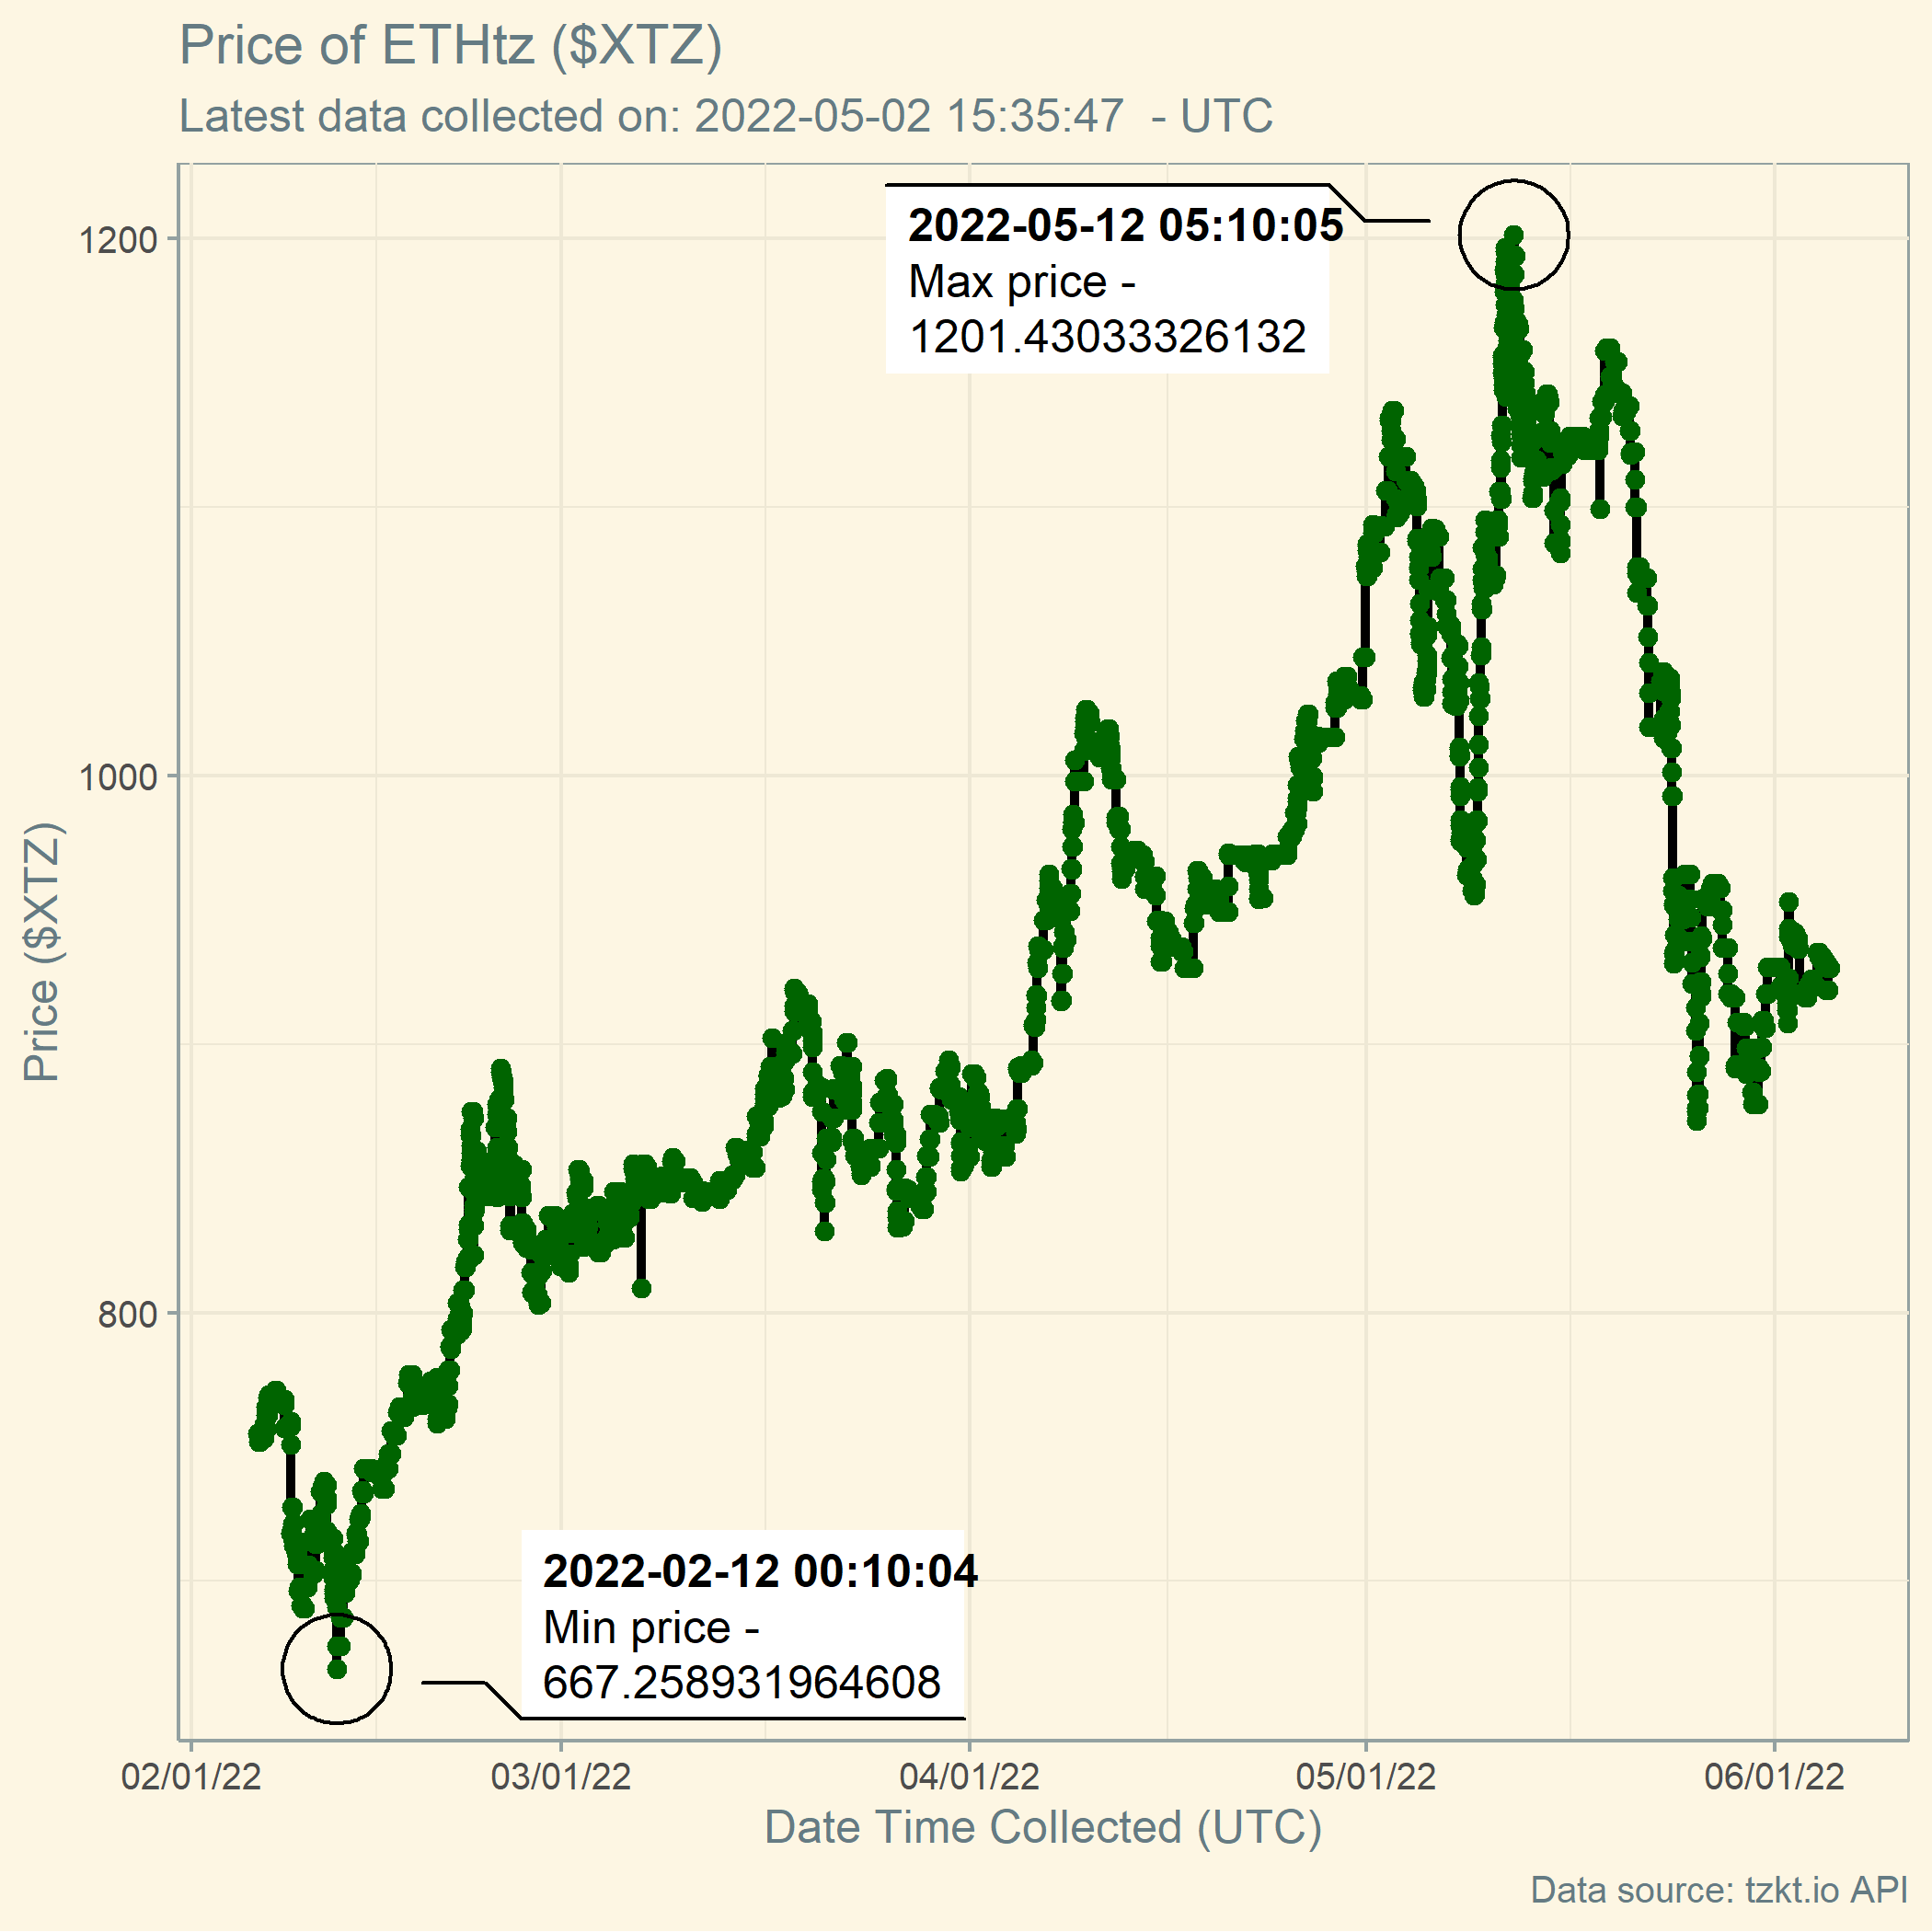 Price of ETHtz ($XTZ)
Latest data collected on: 2022-05-02 15:35:47  - UTC
2022-05-12 05:10:05
Max price -
1201.43033326132
1200
1000
800
Price ($XTZ)
2022-02-12 00:10:04
Min price -
667.258931964608
02/01/22 03/01/22 04/01/22 05/01/22 06/01/22
Date Time Collected (UTC)
Data source: tzkt.io API